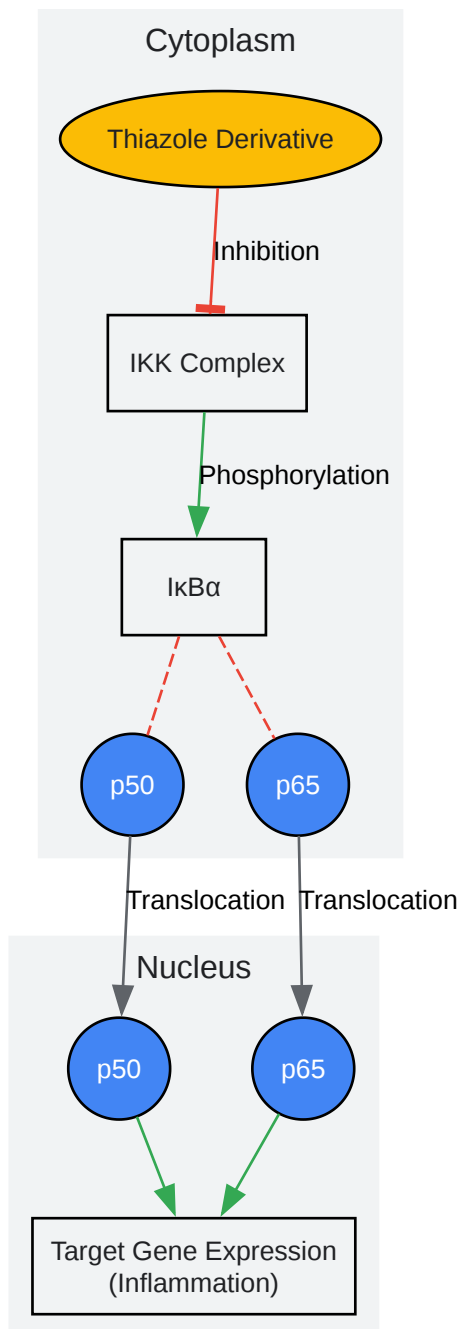 Cytoplasm
Thiazole Derivative
Inhibition
IKK Complex
Phosphorylation
IκBα
p50
p65
Translocation
Translocation
Nucleus
p50
p65
Target Gene Expression
(Inflammation)